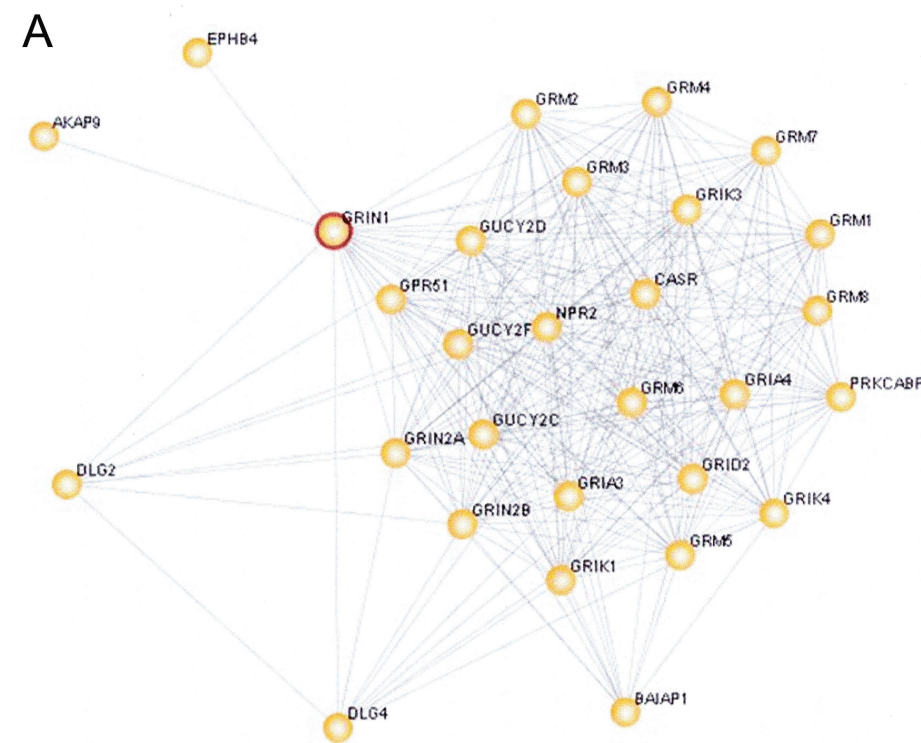 A
EPHB4
AKAP9
GRM2
GRM4
GRM7
GRM3
GRIK3
GRIN1
GUCY2D
GRM1
GPR51
CASR
GRM8
NPR2
GUCY2F
GRM6
GRIA4
PRKCABP
GUCY2C
GRIN2A
DLG2
GRID2
GRIA3
GRIN2B
GRIK4
GRM5
GRIK1
BAIAP1
DLG4